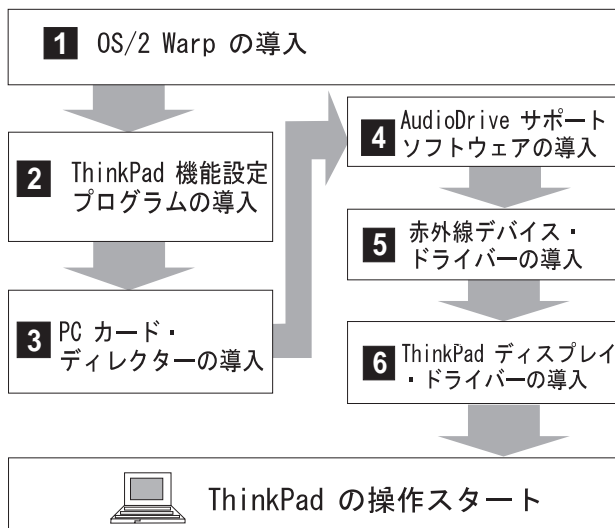 1 OS/2 Warp の導入
2 ThinkPad 機能設定
プログラムの導入
3 PC カード・
ディレクターの導入
4 AudioDrive サポート
ソフトウェアの導入
5 赤外線デバイス・
ドライバーの導入
6 ThinkPad ディスプレイ
・ドライバーの導入
ThinkPad の操作スタート